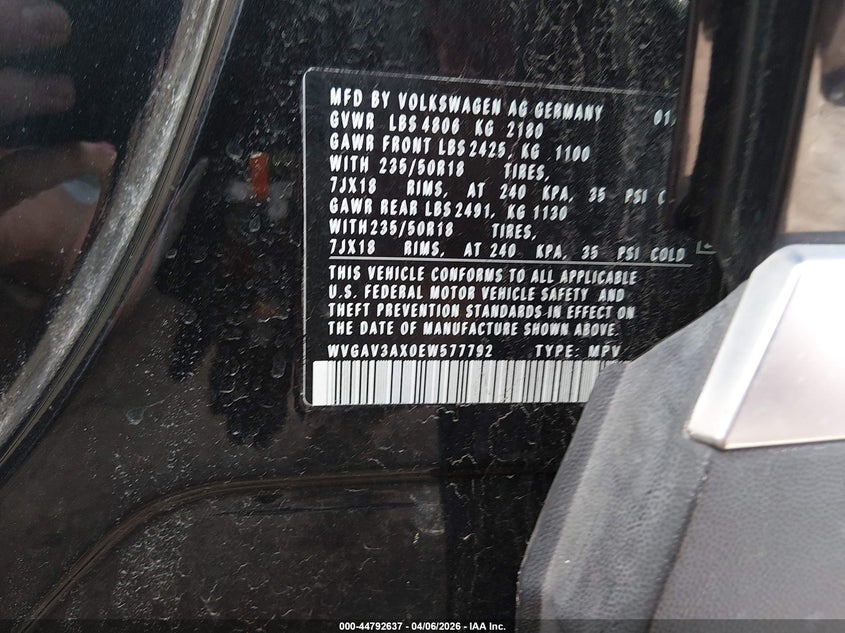 MFD BY VOLKSWAGEN AG GERMANY 01
GVWR LBS 4806 KG 2180
GAWR FRONT LBS 2425, KG 1100
WITH 235/50R18 TIRES,
7JX18 RIMS, AT 240 KPA, 35 PSI C
GAWR REAR LBS 2491, KG 1130
WITH 235/50R18 TIRES,
7JX18 RIMS, AT 240 KPA, 35 PSI COLD
THIS VEHICLE CONFORMS TO ALL APPLICABLE
U.S. FEDERAL MOTOR VEHICLE SAFETY AND
THEFT PREVENTION STANDARDS IN EFFECT ON
THE DATE OF MANUFACTURE SHOWN ABOVE.
WVGAV3AX0EW577792 TYPE: MPV
000-44792637 - 04/06/2026 - IAA Inc.